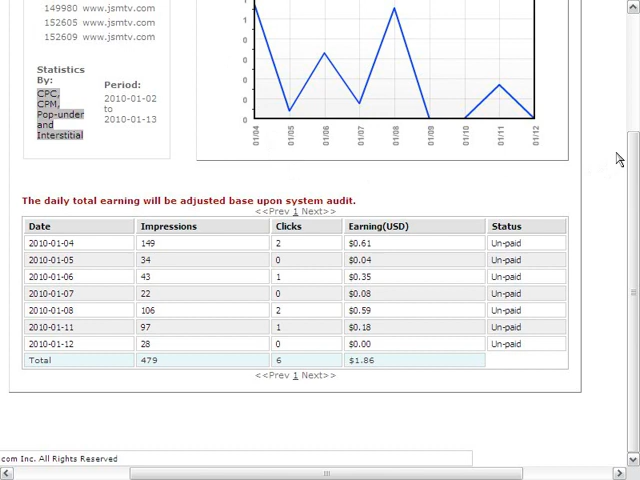 149980 www.jsmtv.com
152605 www.jsmtv.com
152609 www.jsmtv.com
Statistics
By:
CPC,
CPM,
Pop-under
and
Interstitial
Period:
2010-01-02
to
2010-01-13
1
1
0
0
0
0
0
01/04 01/05 01/06 01/07 01/08 01/09 01/10 01/11 01/12
The daily total earning will be adjusted base upon system audit.
<<Prev 1 Next>>
Date Impressions Clicks Earning(USD) Status
2010-01-04 149 2 $0.61 Un-paid
2010-01-05 34 0 $0.04 Un-paid
2010-01-06 43 1 $0.35 Un-paid
2010-01-07 22 0 $0.08 Un-paid
2010-01-08 106 2 $0.59 Un-paid
2010-01-11 97 1 $0.18 Un-paid
2010-01-12 28 0 $0.00 Un-paid
Total 479 6 $1.86
<<Prev 1 Next>>
com Inc. All Rights Reserved